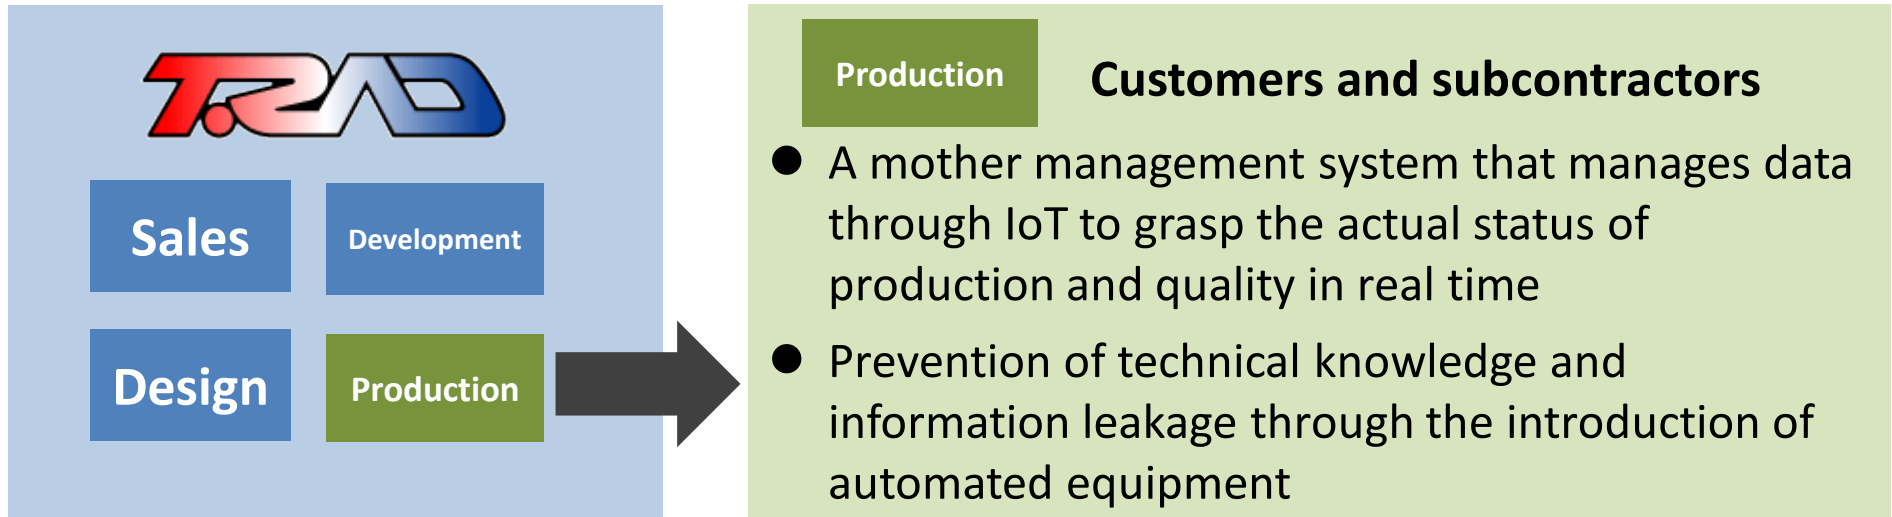 T.RAD
Sales
Development
Design
Production
Production
Customers and subcontractors
● A mother management system that manages data
through IoT to grasp the actual status of
production and quality in real time
● Prevention of technical knowledge and
information leakage through the introduction of
automated equipment